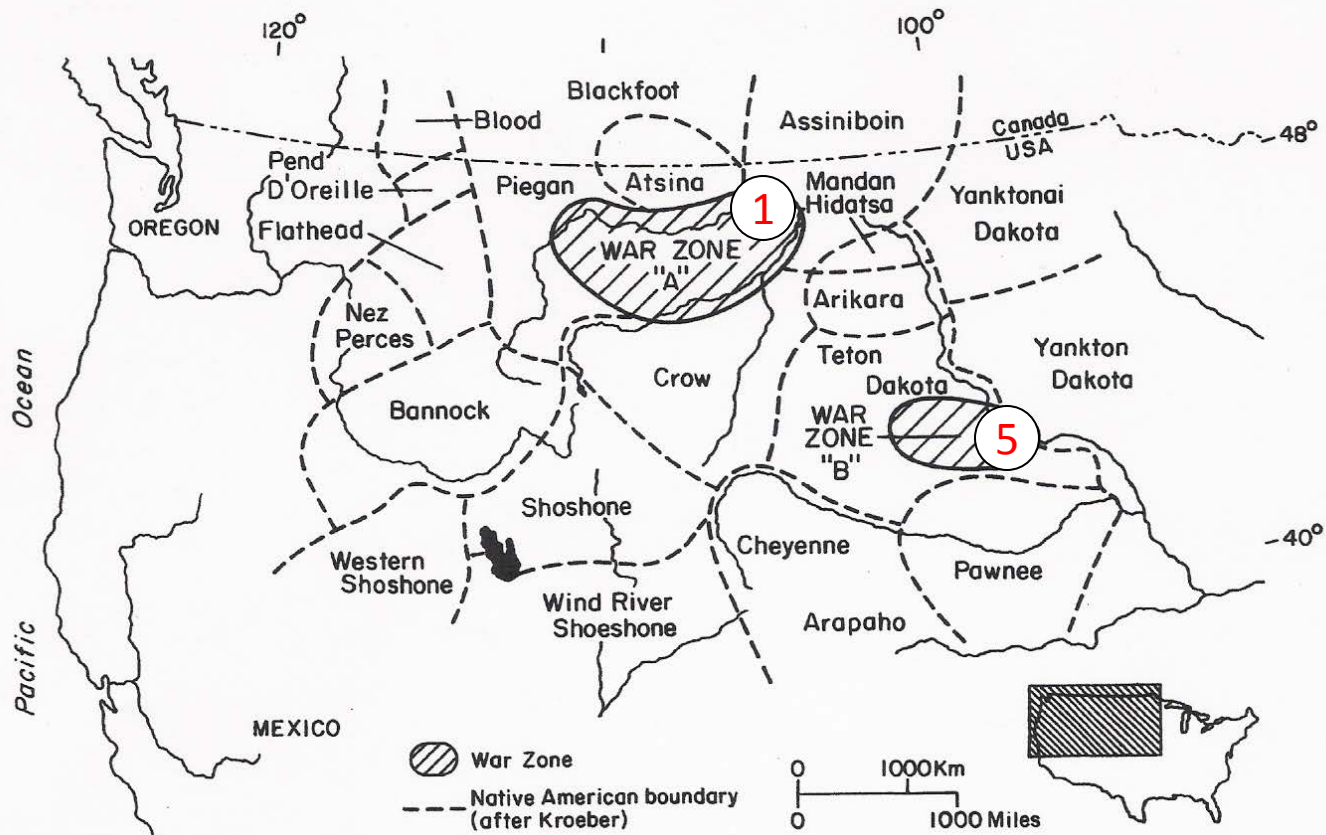 120°
100°
Blackfoot
Assiniboin
Canada
USA
48°
Blood
Pend
D'Oreille
Piegan
Atsina
1
Mandan
Hidatsa
Yanktonai
Dakota
OREGON
Flathead
WAR ZONE
"A"
Arikara
Nez
Perces
Teton
Dakota
Yankton
Dakota
Crow
Bannock
WAR
ZONE
"B"
5
Ocean
Shoshone
Cheyenne
40°
Western
Shoshone
Pawnee
Wind River
Shoeshone
Arapaho
Pacific
MEXICO
War Zone
Native American boundary
(after Kroeber)
0 1000Km
0 1000 Miles